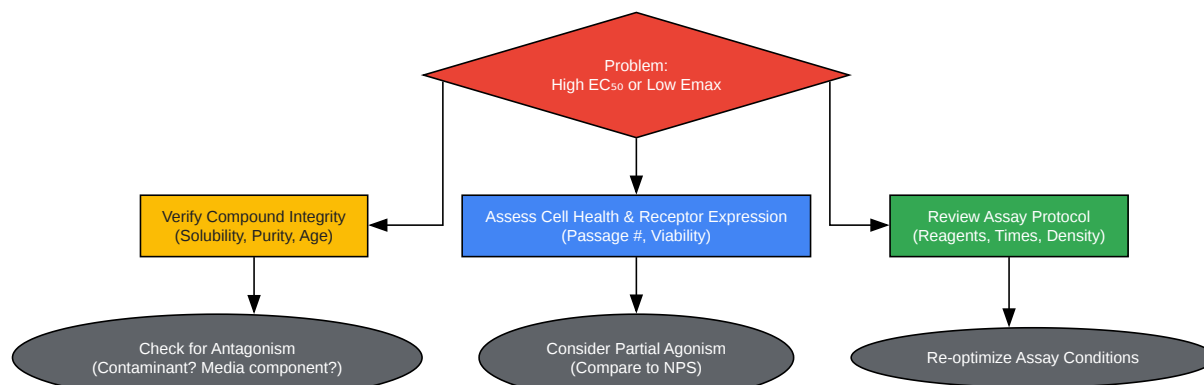 Problem:
High EC₅₀ or Low Emax
Verify Compound Integrity
(Solubility, Purity, Age)
Assess Cell Health & Receptor Expression
(Passage #, Viability)
Review Assay Protocol
(Reagents, Times, Density)
Check for Antagonism
(Contaminant? Media component?)
Consider Partial Agonism
(Compare to NPS)
Re-optimize Assay Conditions